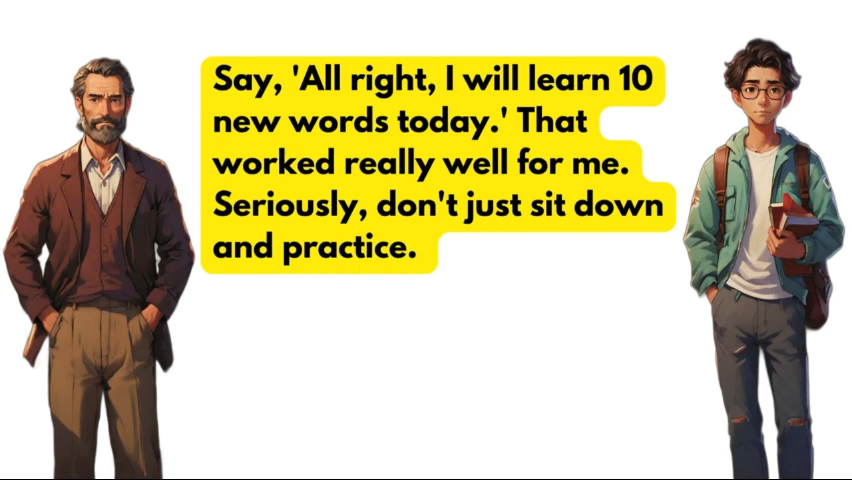 Say, 'All right, I will learn 10
new words today.' That
worked really well for me.
Seriously, don't just sit down
and practice.